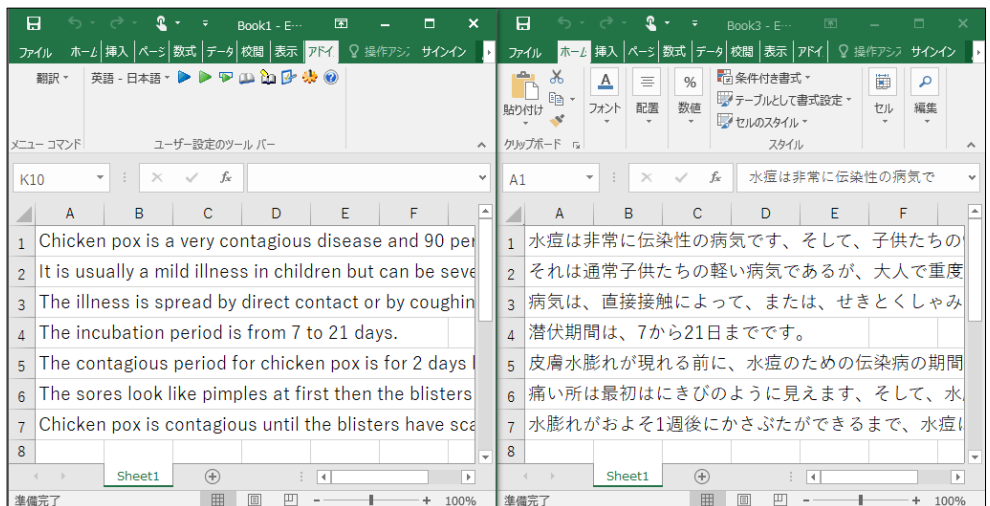 Book1 - E…
ファイル ホーム 挿入 ページ 数式 データ 校閲 表示 アドイ 操作アシス サインイン
翻訳 英語 - 日本語
メニュー コマンド ユーザー設定のツール バー
K10 fx
A B C D E F
1 Chicken pox is a very contagious disease and 90 per
2 It is usually a mild illness in children but can be seve
3 The illness is spread by direct contact or by coughin
4 The incubation period is from 7 to 21 days.
5 The contagious period for chicken pox is for 2 days
6 The sores look like pimples at first then the blisters
7 Chicken pox is contagious until the blisters have sca
8
Sheet1
準備完了 - + 100%
Book3 - E…
ファイル ホーム 挿入 ページ 数式 データ 校閲 表示 アドイ 操作アシス サインイン
貼り付け フォント 配置 % 数値 条件付き書式 テーブルとして書式設定 セルのスタイル セル 編集
クリップボード スタイル
A1 fx 水痘は非常に伝染性の病気で
A B C D E F
1 水痘は非常に伝染性の病気です、そして、子供たちの
2 それは通常子供たちの軽い病気であるが、大人で重度
3 病気は、直接接触によって、または、せきとくしゃみ
4 潜伏期間は、7から21日までです。
5 皮膚水膨れが現れる前に、水痘のための伝染病の期間
6 痛い所は最初はにきびのように見えます、そして、水
7 水膨れがおよそ1週後にかさぶたができるまで、水痘
8
Sheet1
準備完了 - + 100%